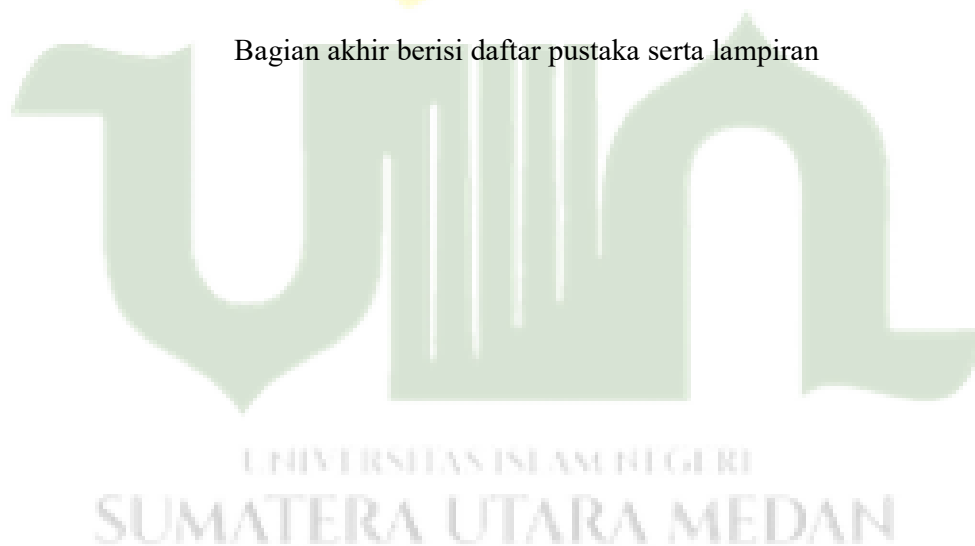 Bagian akhir berisi daftar pustaka serta lampiran
UNIVERSITAS ISLAM NEGERI
SUMATERA UTARA MEDAN